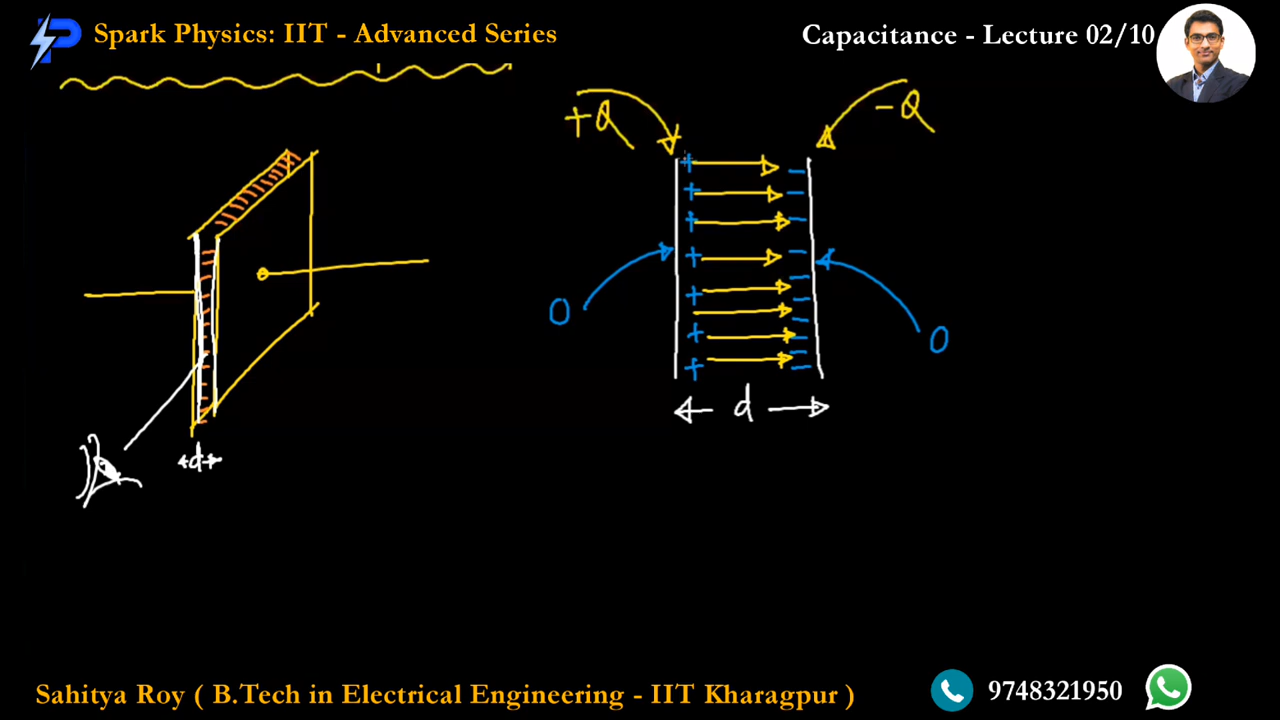 Spark Physics: IIT - Advanced Series
Capacitance - Lecture 02/10
+Q
-Q
0
0
d
d
Sahitya Roy ( B.Tech in Electrical Engineering - IIT Kharagpur )
9748321950